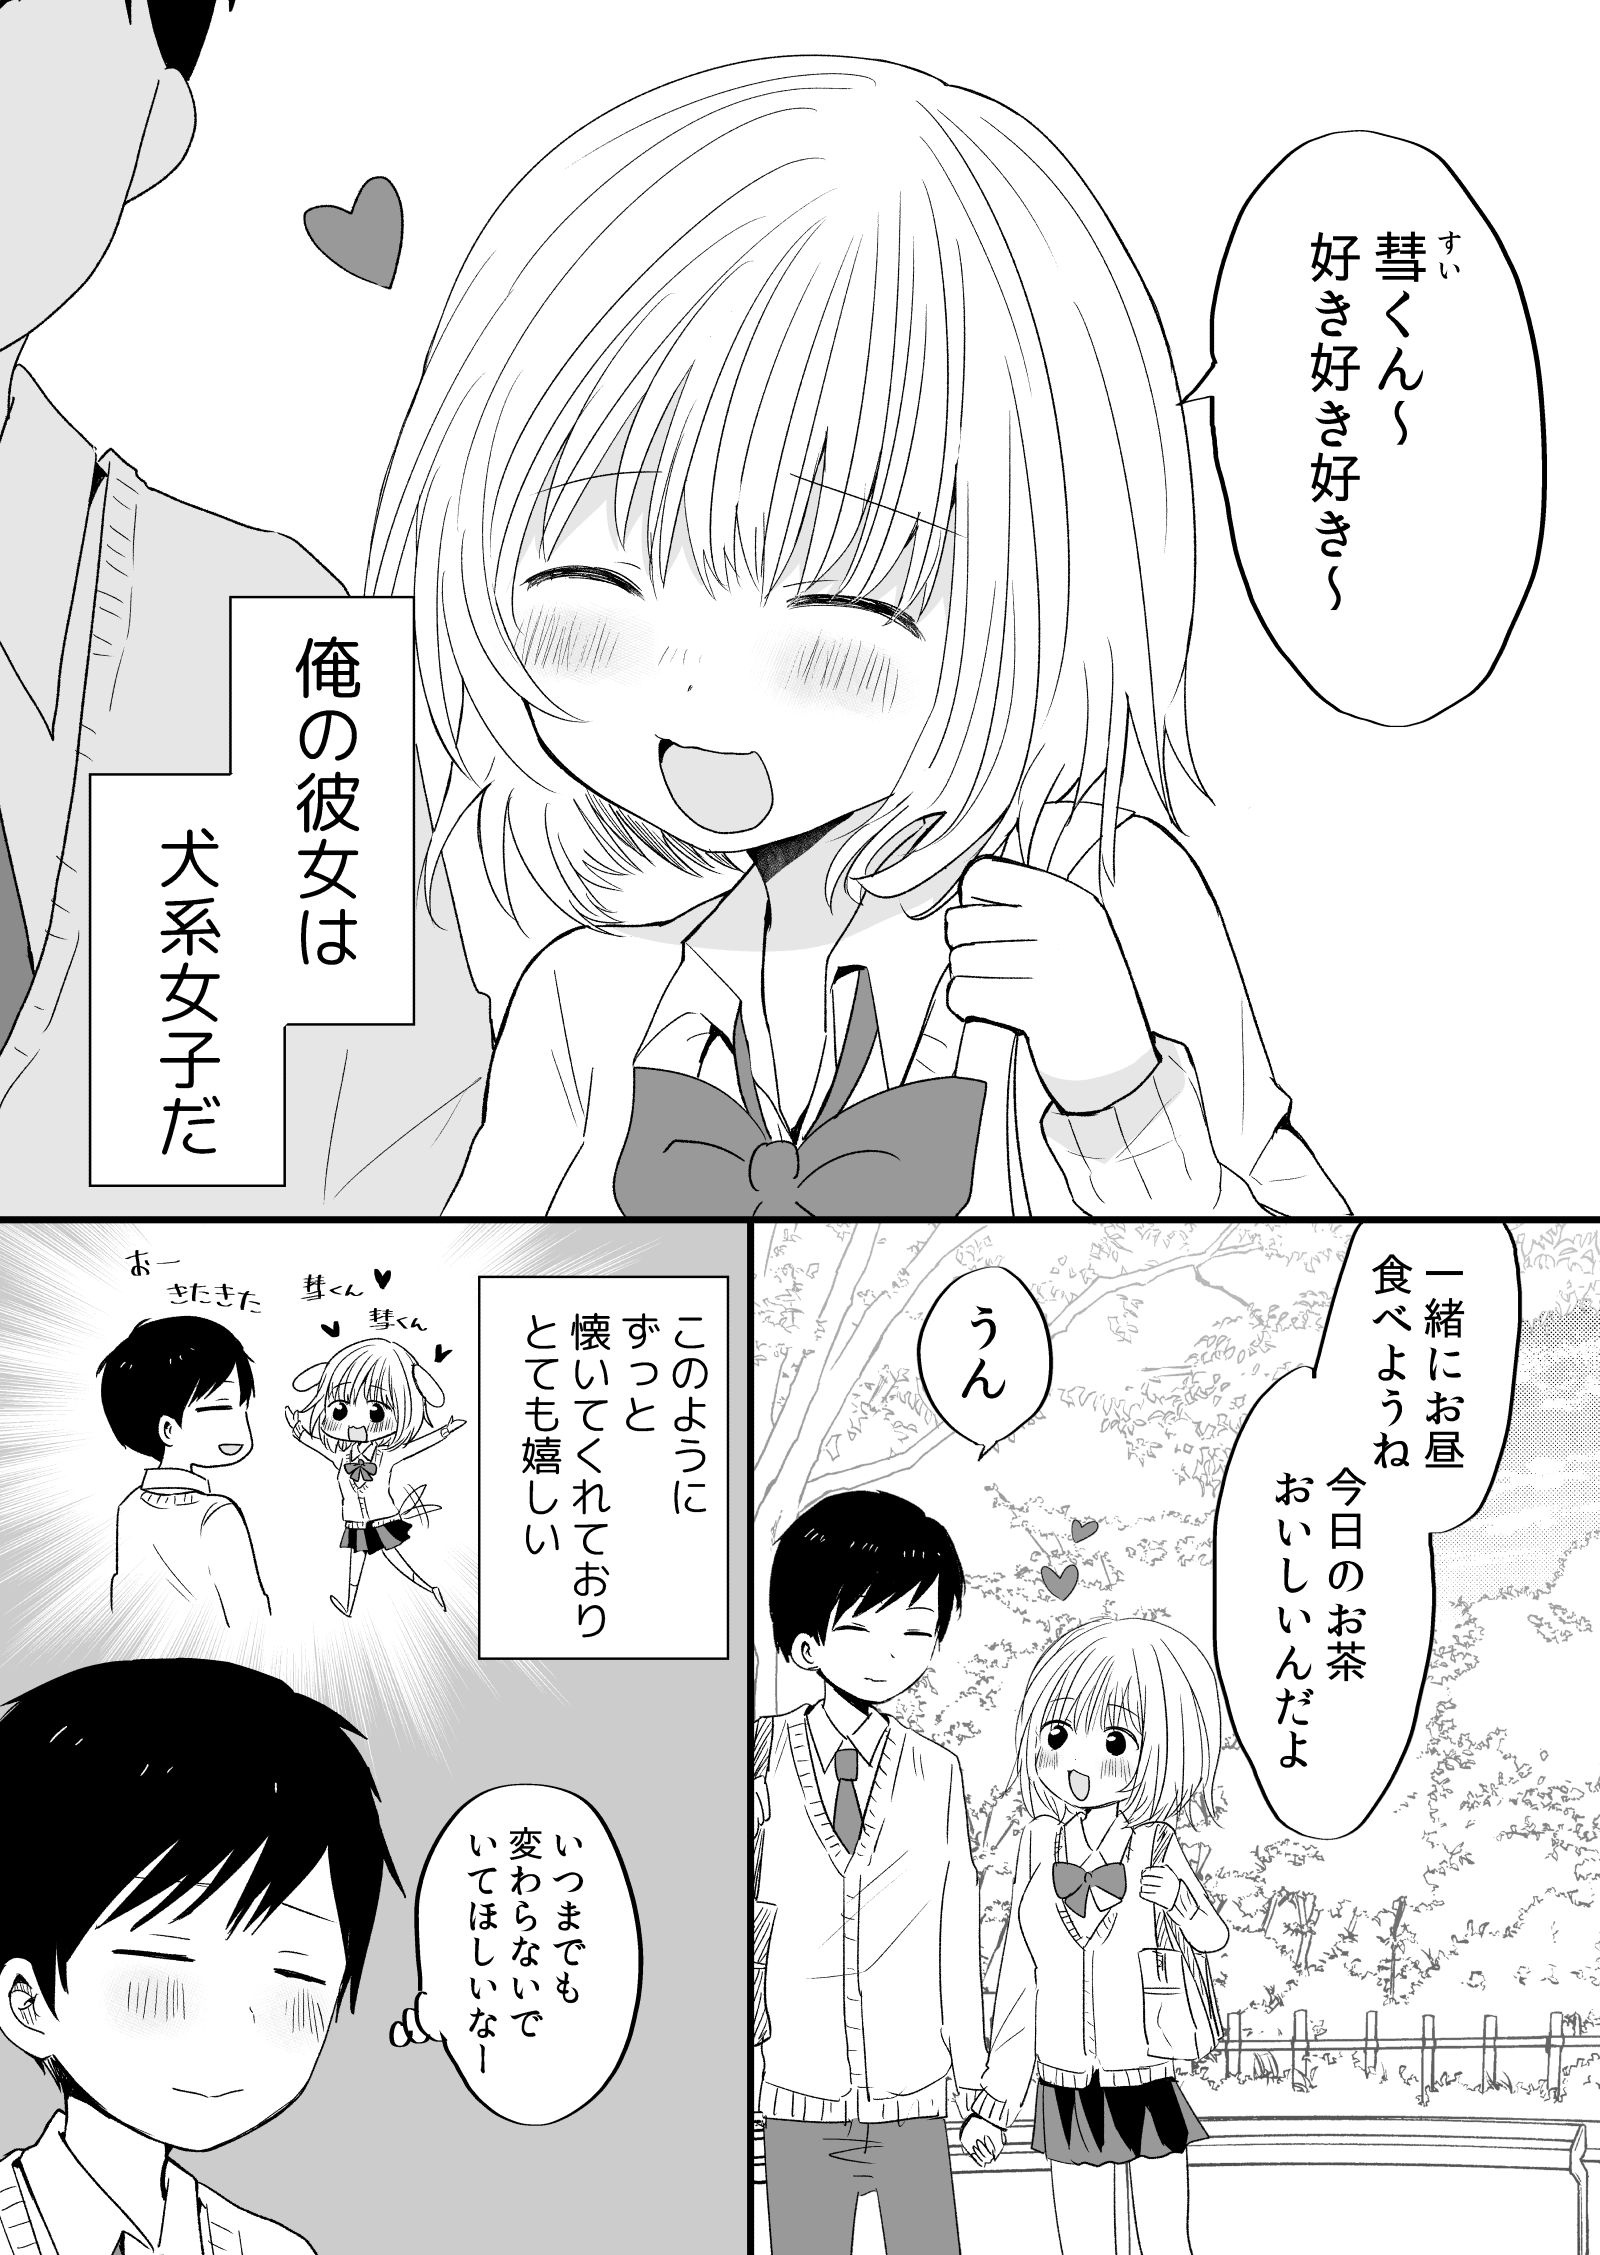 彗くん〜
すい
好き好き好き〜
俺の彼女は
犬系女子だ
一緒にお昼
食べようね
今日のお茶
おいしいんだよ
うん
このように
ずっと
懐いてくれており
とても嬉しい
彗くん
彗くん
おー
きたきた
いつまでも
変わらないで
いてほしいなー